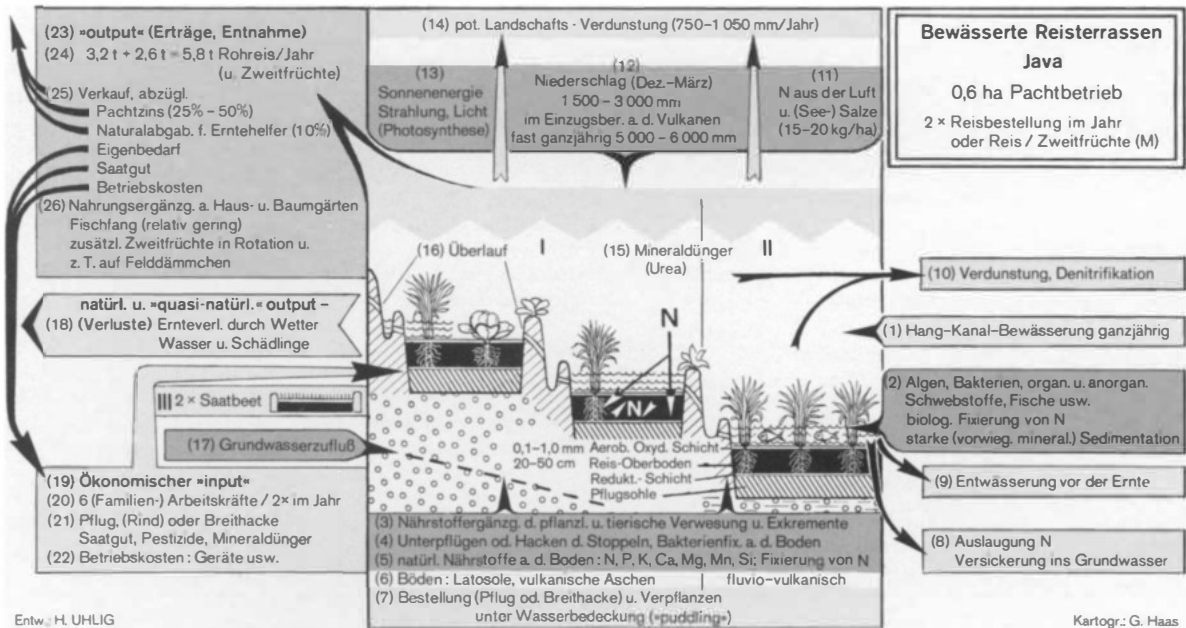 (23) »output« (Erträge, Entnahme)
(24) 3,2 t + 2,6 t = 5,8 t Rohreis/Jahr
(u. Zweitfrüchte)
(25) Verkauf, abzügl.
Pachtzins (25% – 50%)
Naturalabgab. f. Erntehelfer (10%)
Eigenbedarf
Saatgut
Betriebskosten
(26) Nahrungsergänzg. a. Haus- u. Baumgärten
Fischfang (relativ gering)
zusätzl. Zweitfrüchte in Rotation u.
z. T. auf Felddämmchen
natürl. u. »quasi-natürl.« output –
(18) (Verluste) Ernteverl. durch Wetter
Wasser u. Schädlinge
III 2 × Saatbeet
(17) Grundwasserzufluß
(19) Ökonomischer »input«
(20) 6 (Familien-) Arbeitskräfte / 2× im Jahr
(21) Pflug, (Rind) oder Breithacke
Saatgut, Pestizide, Mineraldünger
(22) Betriebskosten: Geräte usw.
Entw.: H. UHLIG
(14) pot. Landschafts - Verdunstung (750–1 050 mm/Jahr)
(13)
Sonnenenergie
Strahlung, Licht
(Photosynthese)
(12)
Niederschlag (Dez.–März)
1 500 – 3 000 mm
im Einzugsber. a. d. Vulkanen
fast ganzjährig 5 000 – 6 000 mm
(11)
N aus der Luft
u. (See-) Salze
(15–20 kg/ha)
(16) Überlauf
I
(15) Mineraldünger
(Urea)
II
N
N
0,1–1,0 mm Aerob. Oxyd. Schicht
20–50 cm Reis-Oberboden
Redukt.- Schicht
Pflugsohle
(3) Nährstoffergänzg. d. pflanzl. u. tierische Verwesung u. Exkremente
(4) Unterpflügen od. Hacken d. Stoppeln, Bakterienfix. a. d. Boden
(5) natürl. Nährstoffe a. d. Boden: N, P, K, Ca, Mg, Mn, Si; Fixierung von N
(6) Böden: Latosole, vulkanische Aschen fluvio-vulkanisch
(7) Bestellung (Pflug od. Breithacke) u. Verpflanzen
unter Wasserbedeckung (»puddling«)
Bewässerte Reisterrassen
Java
0,6 ha Pachtbetrieb
2 × Reisbestellung im Jahr
oder Reis / Zweitfrüchte (M)
(10) Verdunstung, Denitrifikation
(1) Hang-Kanal-Bewässerung ganzjährig
(2) Algen, Bakterien, organ. u. anorgan.
Schwebstoffe, Fische usw.
biolog. Fixierung von N
starke (vorwieg. mineral.) Sedimentation
(9) Entwässerung vor der Ernte
(8) Auslaugung N
Versickerung ins Grundwasser
Kartogr.: G. Haas